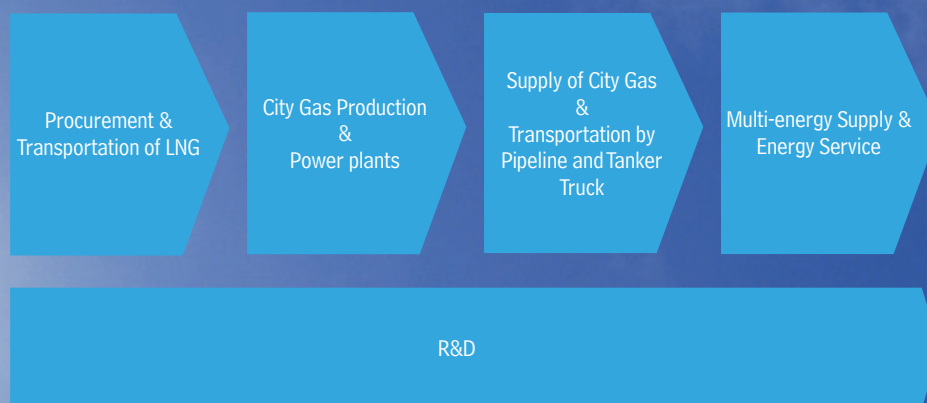 Procurement &
Transportation of LNG
City Gas Production
&
Power plants
Supply of City Gas
&
Transportation by
Pipeline and Tanker
Truck
Multi-energy Supply &
Energy Service
R&D